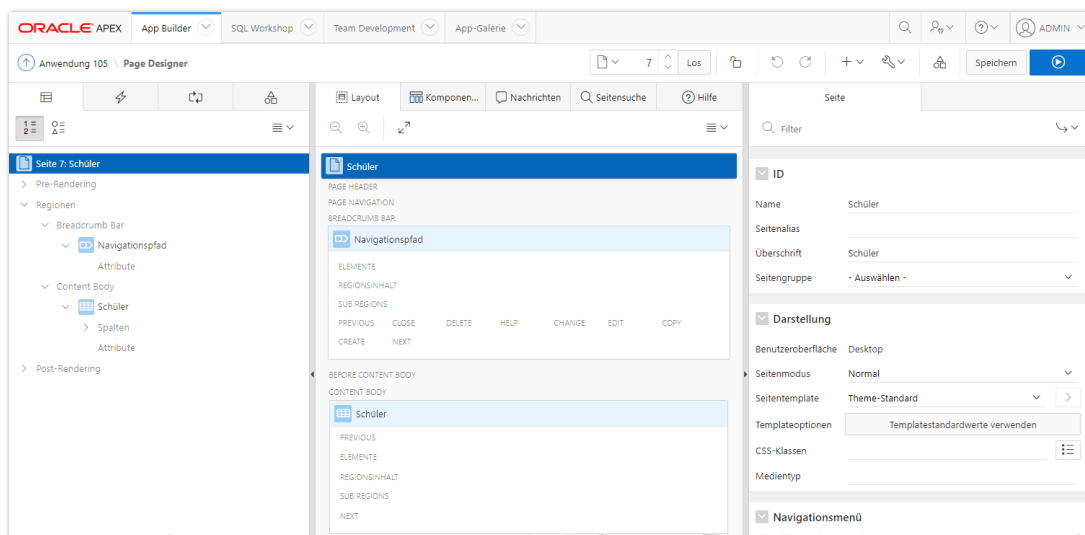 ORACLE APEX App Builder SQL Workshop Team Development App-Galerie ADMIN
Anwendung 105 \ Page Designer 7 Los Speichern
Layout Komponen... Nachrichten Seitensuche Hilfe Seite
Filter
Seite 7: Schüler
Pre-Rendering
Regionen
Breadcrumb Bar
Navigationspfad
Attribute
Content Body
Schüler
Spalten
Attribute
Post-Rendering
Schüler
PAGE HEADER
PAGE NAVIGATION
BREADCRUMB BAR
Navigationspfad
ELEMENTE
REGIONSINHALT
SUB REGIONS
PREVIOUS CLOSE DELETE HELP CHANGE EDIT COPY
CREATE NEXT
BEFORE CONTENT BODY
CONTENT BODY
Schüler
PREVIOUS
ELEMENTE
REGIONSINHALT
SUB REGIONS
NEXT
ID
Name Schüler
Seitenalias
Überschrift Schüler
Seitengruppe - Auswählen -
Darstellung
Benutzeroberfläche Desktop
Seitenmodus Normal
Seitentemplate Theme-Standard
Templateoptionen Templatestandardwerte verwenden
CSS-Klassen
Medientyp
Navigationsmenü